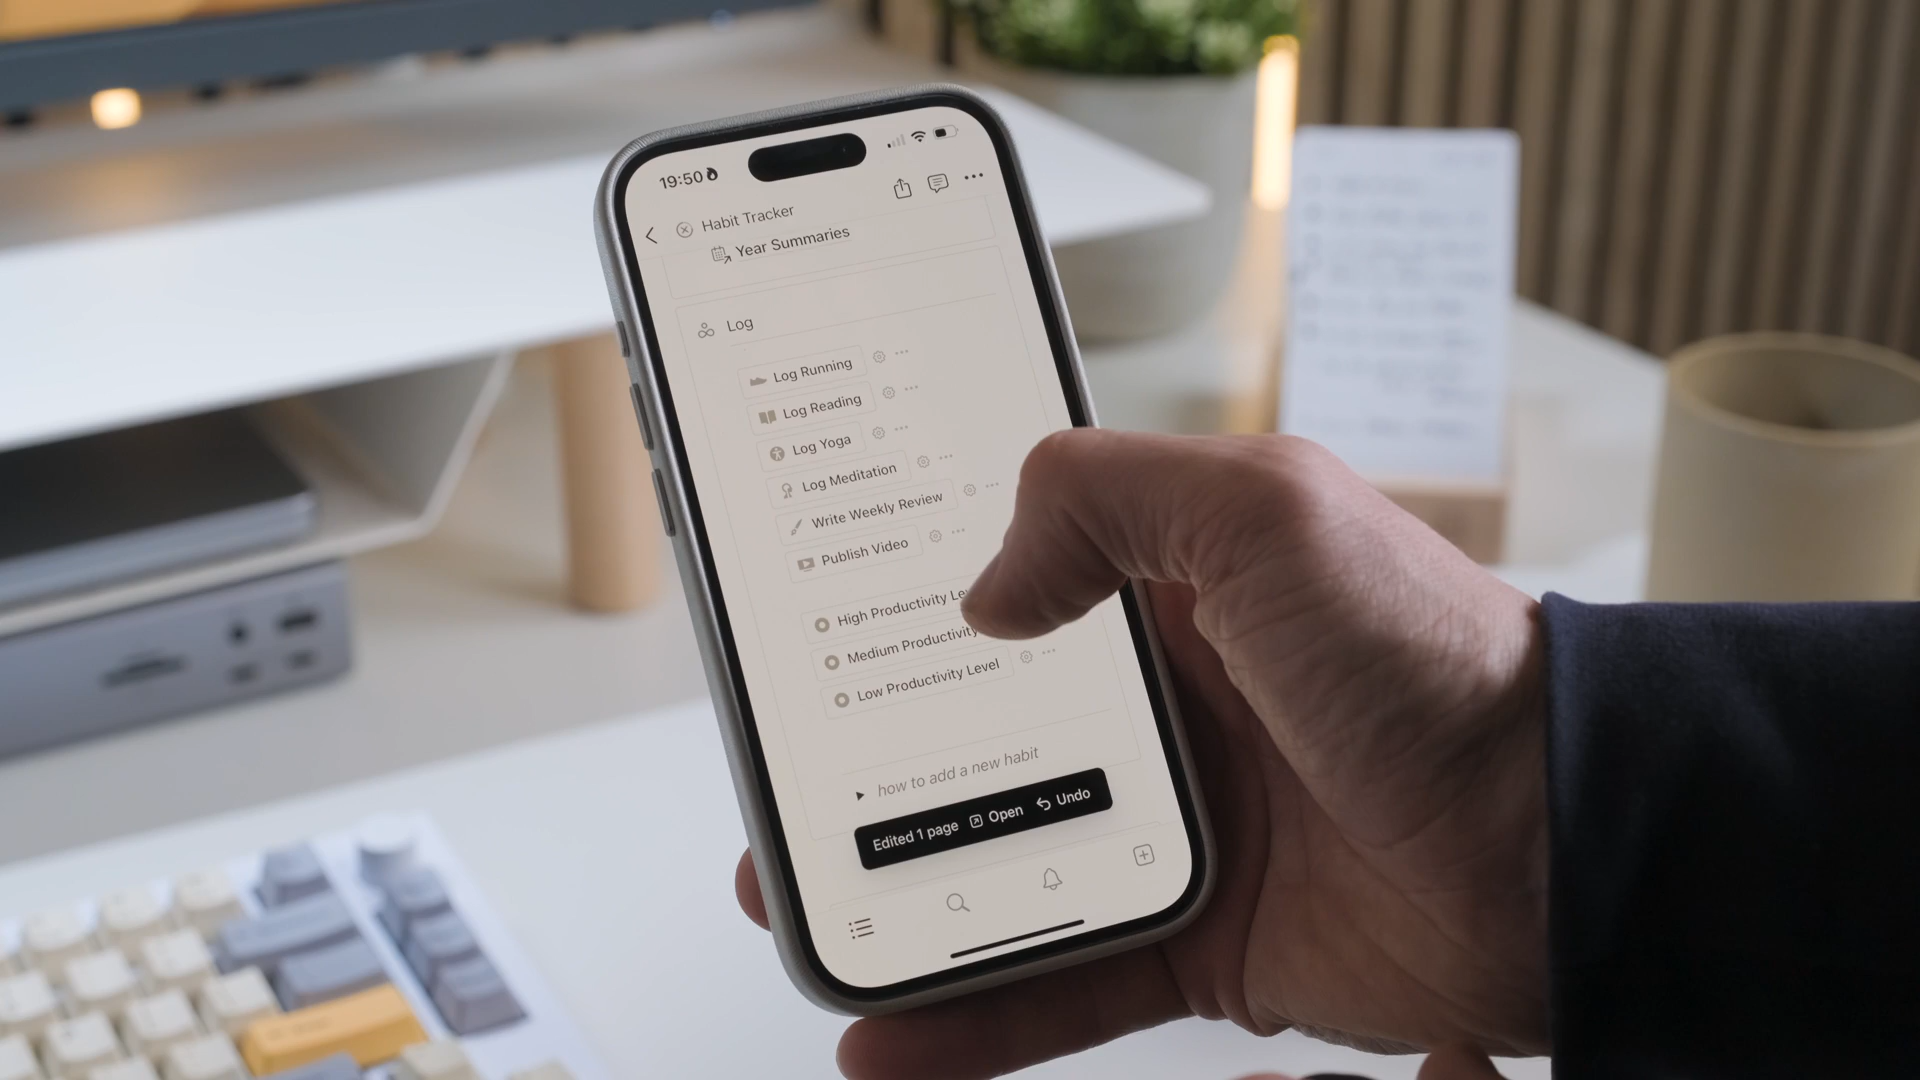 19:50
Habit Tracker
Year Summaries
Log
Log Running
Log Reading
Log Yoga
Log Meditation
Write Weekly Review
Publish Video
High Productivity
Medium Productivity
Low Productivity Level
how to add a new habit
Edited 1 page Open Undo